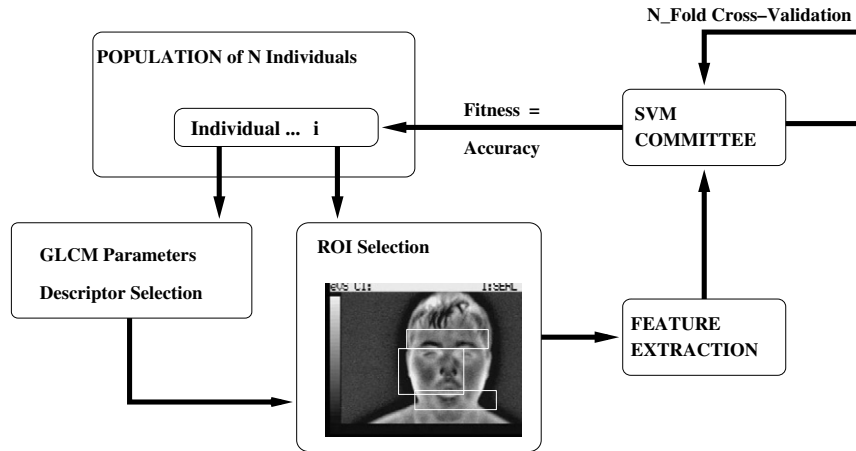 N_Fold Cross-Validation
POPULATION of N Individuals
Individual ... i
Fitness =
Accuracy
SVM
COMMITTEE
GLCM Parameters
Descriptor Selection
ROI Selection
FEATURE
EXTRACTION